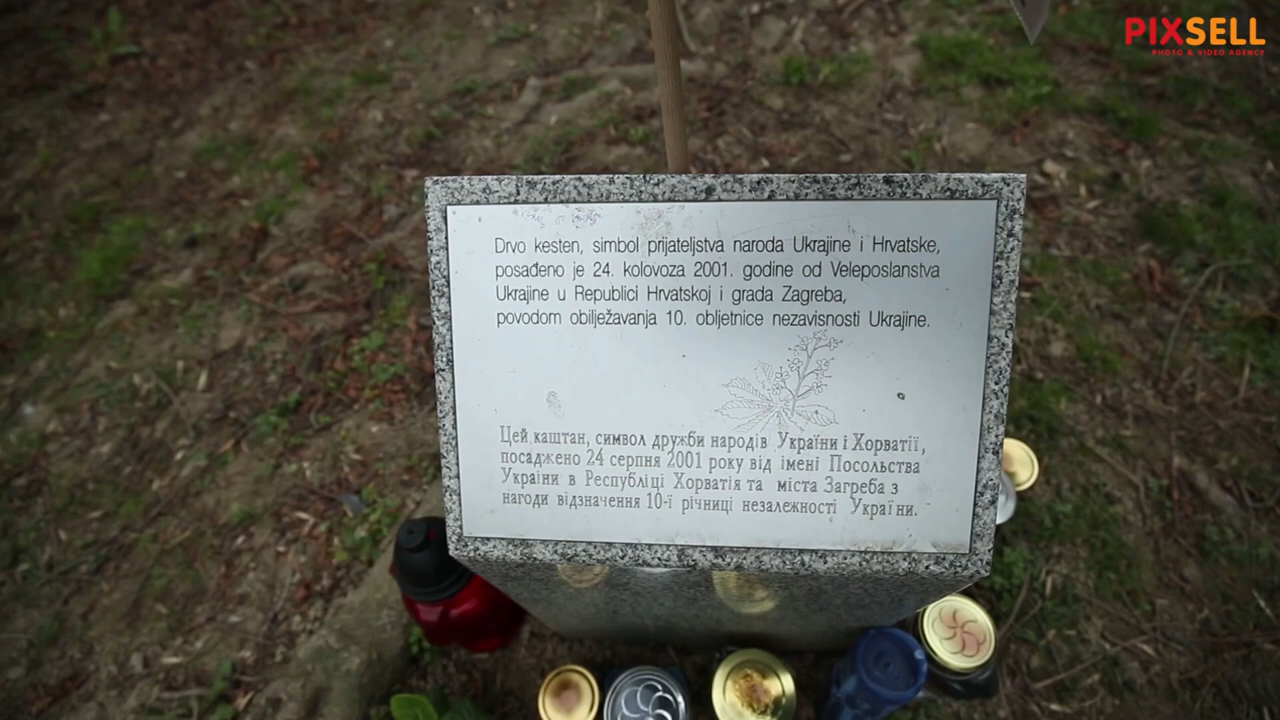 PIXSELL
PHOTO & VIDEO AGENCY
Drvo kesten, simbol prijateljstva naroda Ukrajine i Hrvatske,
posađeno je 24. kolovoza 2001. godine od Veleposlanstva
Ukrajine u Republici Hrvatskoj i grada Zagreba,
povodom obilježavanja 10. obljetnice nezavisnosti Ukrajine.
Цей каштан, символ дружби народів України і Хорватії,
посаджено 24 серпня 2001 року від імені Посольства
України в Республіці Хорватія та міста Загреба з
нагоди відзначення 10-ї річниці незалежності України.